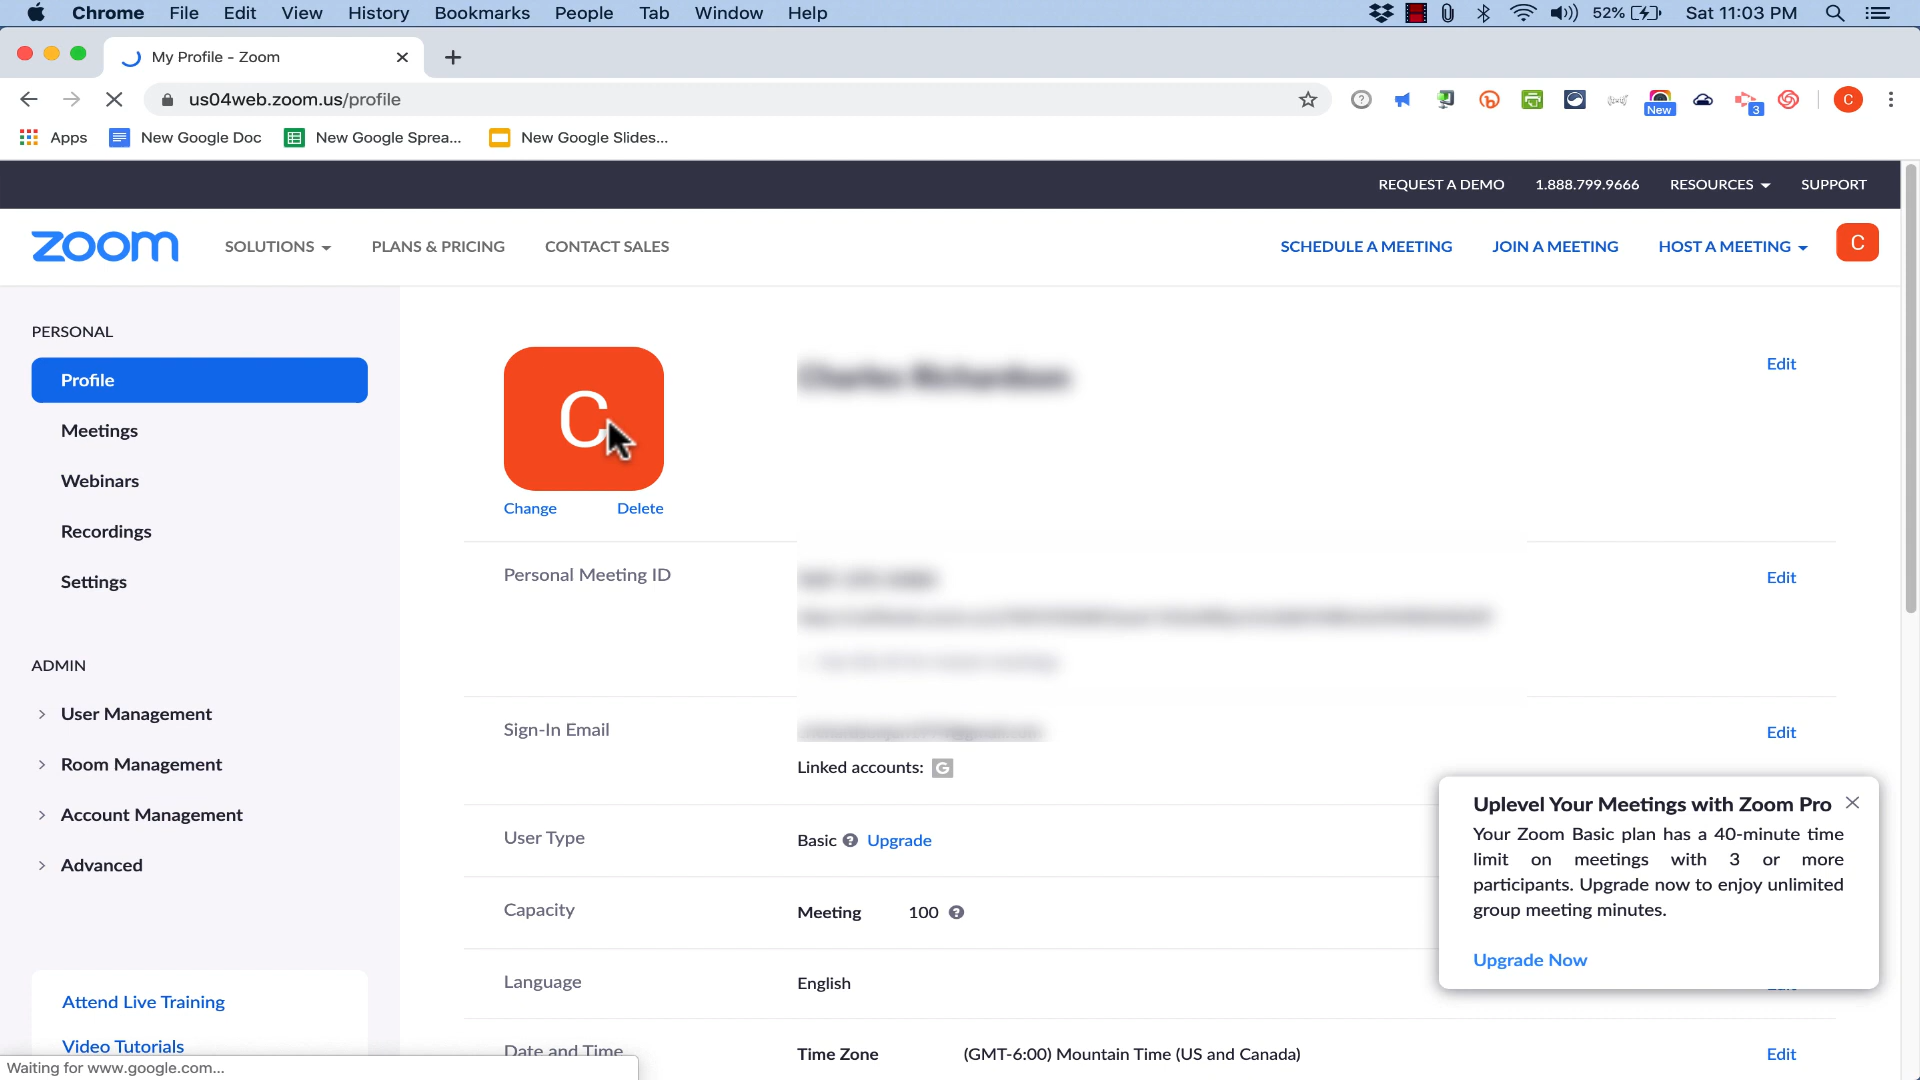 Chrome File Edit View History Bookmarks People Tab Window Help 52% Sat 11:03 PM
My Profile - Zoom
us04web.zoom.us/profile
New
3
C
Apps New Google Doc New Google Sprea... New Google Slides...
REQUEST A DEMO 1.888.799.9666 RESOURCES SUPPORT
zoom SOLUTIONS PLANS & PRICING CONTACT SALES SCHEDULE A MEETING JOIN A MEETING HOST A MEETING C
PERSONAL
Profile
Meetings
Webinars
Recordings
Settings
ADMIN
User Management
Room Management
Account Management
Advanced
Attend Live Training
Video Tutorials
Waiting for www.google.com...
C
Change Delete
Edit
Personal Meeting ID
Edit
Sign-In Email
Edit
Linked accounts: G
User Type Basic Upgrade
Capacity Meeting 100
Language English
Date and Time Time Zone (GMT-6:00) Mountain Time (US and Canada) Edit
Uplevel Your Meetings with Zoom Pro
Your Zoom Basic plan has a 40-minute time
limit on meetings with 3 or more
participants. Upgrade now to enjoy unlimited
group meeting minutes.
Upgrade Now